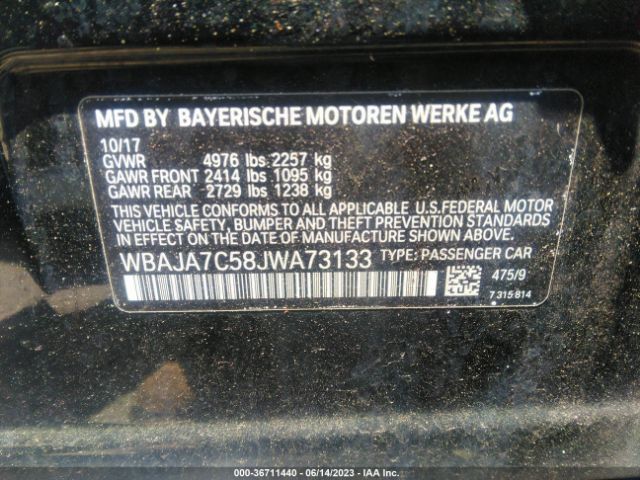 MFD BY BAYERISCHE MOTOREN WERKE AG
10/17
GVWR 4976 lbs 2257 kg
GAWR FRONT 2414 lbs 1095 kg
GAWR REAR 2729 lbs 1238 kg
THIS VEHICLE CONFORMS TO ALL APPLICABLE U.S.FEDERAL MOTOR
VEHICLE SAFETY, BUMPER AND THEFT PREVENTION STANDARDS
IN EFFECT ON THE DATE OF MANUFACTURE SHOWN ABOVE.
WBAJA7C58JWA73133 TYPE: PASSENGER CAR
475/9
7 315 814
000-36711440 - 06/14/2023 - IAA Inc.